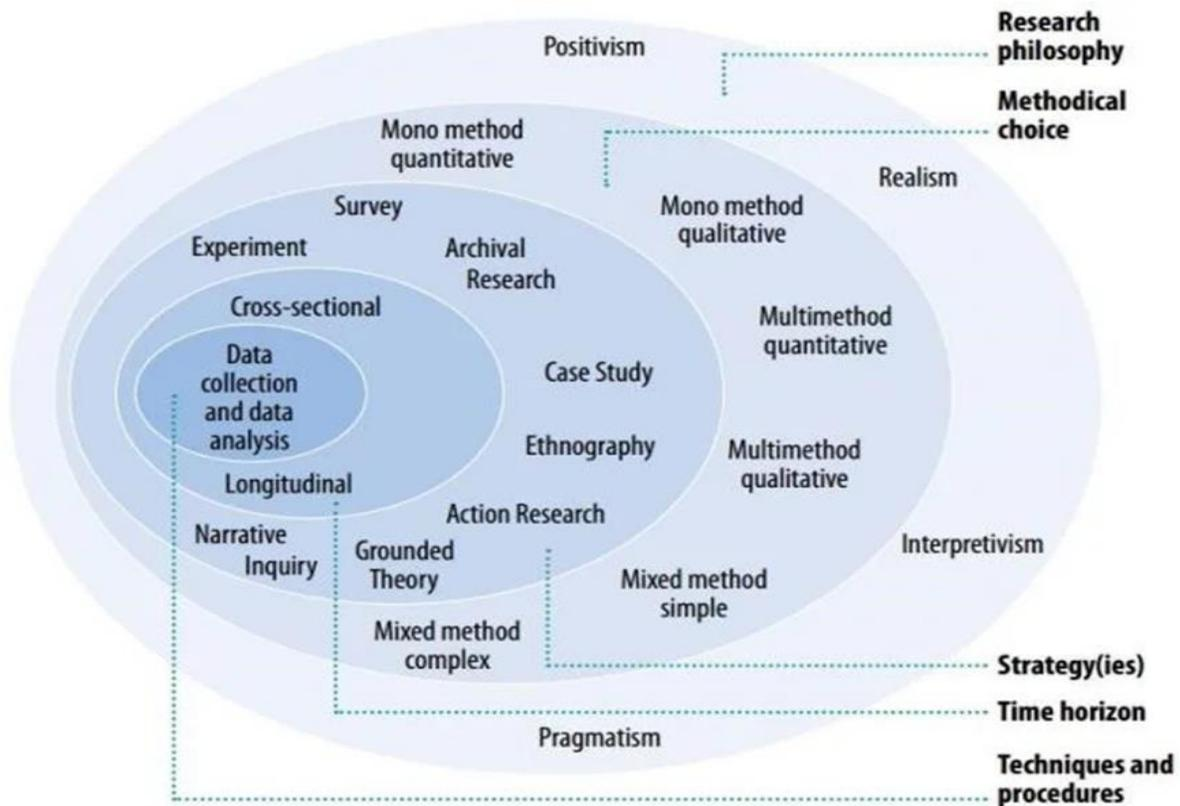 Positivism
Research
philosophy
Methodical
choice
Mono method
quantitative
Realism
Survey
Mono method
qualitative
Experiment
Archival
Research
Cross-sectional
Multimethod
quantitative
Data
collection
and data
analysis
Case Study
Ethnography
Multimethod
qualitative
Longitudinal
Action Research
Narrative
Inquiry
Grounded
Theory
Interpretivism
Mixed method
simple
Mixed method
complex
Strategy(ies)
Time horizon
Pragmatism
Techniques and
procedures